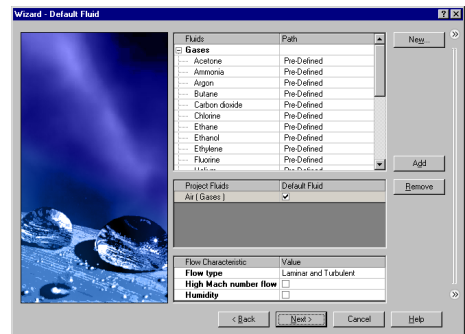 Wizard - Default Fluid
Fluids Path
Gases
Acetone Pre-Defined
Ammonia Pre-Defined
Argon Pre-Defined
Butane Pre-Defined
Carbon dioxide Pre-Defined
Chlorine Pre-Defined
Ethane Pre-Defined
Ethanol Pre-Defined
Ethylene Pre-Defined
Fluorine Pre-Defined
New...
Add
Project Fluids Default Fluid
Air ( Gases )
Remove
Flow Characteristic Value
Flow type Laminar and Turbulent
High Mach number flow
Humidity
< Back Next > Cancel Help